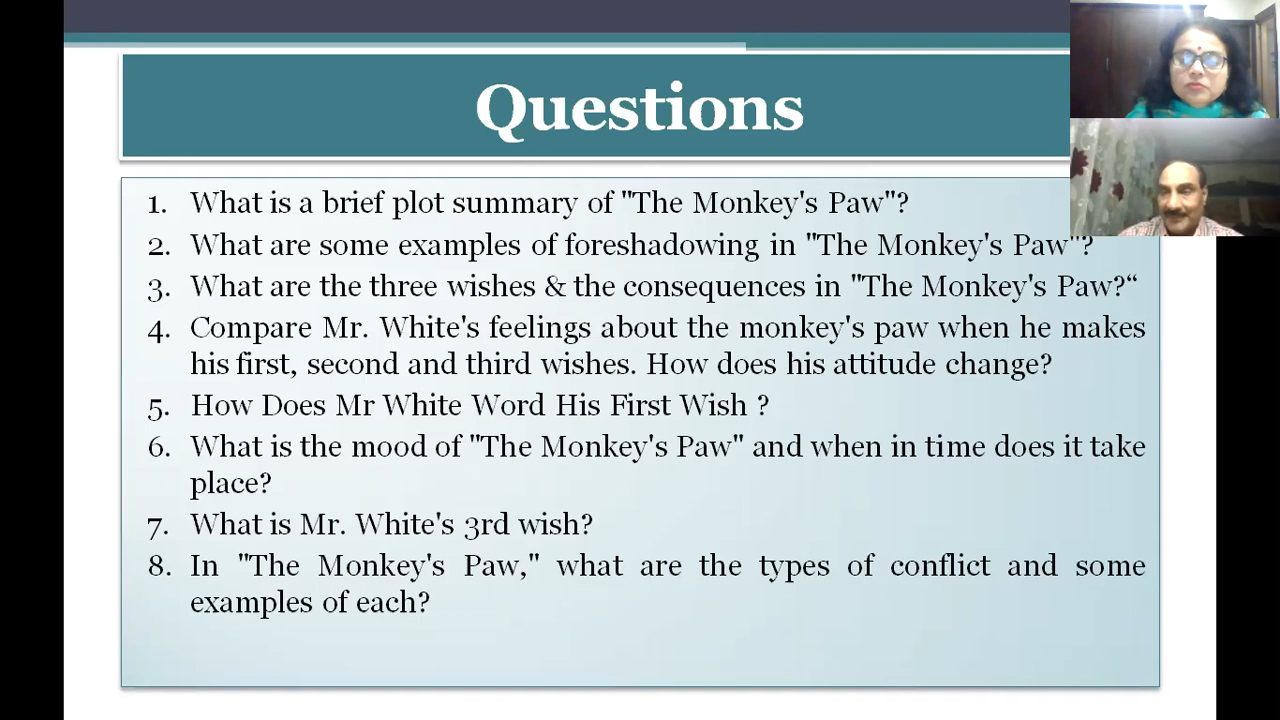 Questions
1. What is a brief plot summary of "The Monkey's Paw"?
2. What are some examples of foreshadowing in "The Monkey's Paw"?
3. What are the three wishes & the consequences in "The Monkey's Paw?“
4. Compare Mr. White's feelings about the monkey's paw when he makes
his first, second and third wishes. How does his attitude change?
5. How Does Mr White Word His First Wish ?
6. What is the mood of "The Monkey's Paw" and when in time does it take
place?
7. What is Mr. White's 3rd wish?
8. In "The Monkey's Paw," what are the types of conflict and some
examples of each?